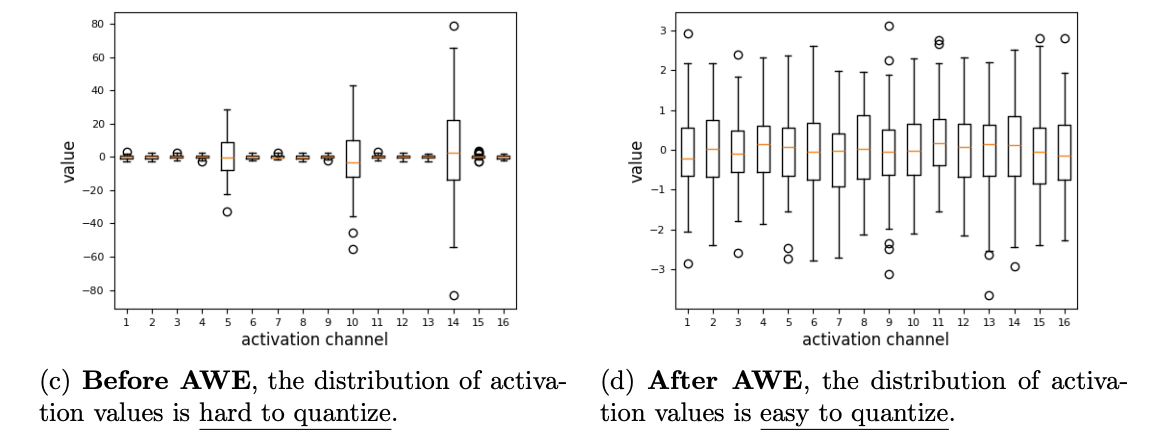 80
60
40
20
0
−20
−40
−60
−80
value
1 2 3 4 5 6 7 8 9 10 11 12 13 14 15 16
activation channel
3
2
1
0
−1
−2
−3
value
1 2 3 4 5 6 7 8 9 10 11 12 13 14 15 16
activation channel
(c) Before AWE, the distribution of activa-
tion values is hard to quantize.
(d) After AWE, the distribution of activa-
tion values is easy to quantize.